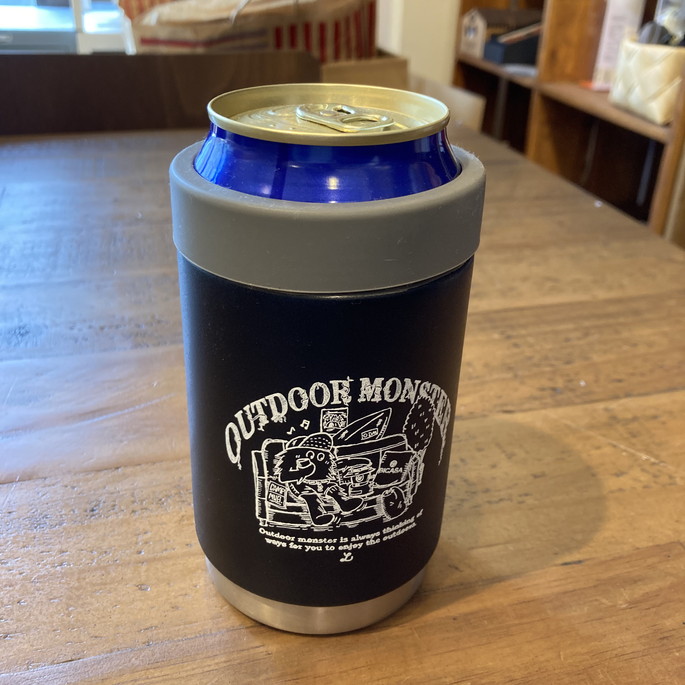 OUTDOOR MONSTER
Outdoor monster is always thinking of
ways for you to enjoy the outdoors.
L